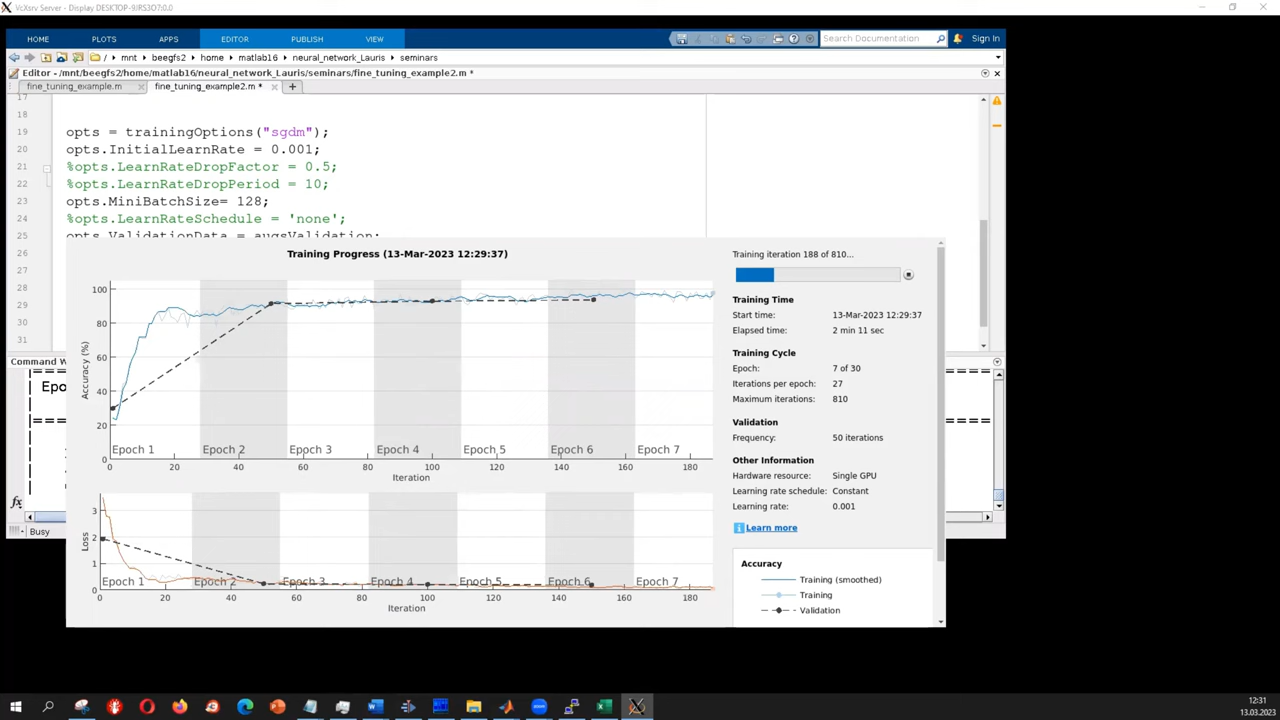 VcXsrv Server - Display DESKTOP-9IRS3O7:0.0
HOME PLOTS APPS EDITOR PUBLISH VIEW Search Documentation Sign In
/ mnt beegfs2 home matlab16 neural_network_Lauris seminars
Editor - /mnt/beegfs2/home/matlab16/neural_network_Lauris/seminars/fine_tuning_example2.m *
fine_tuning_example.m fine_tuning_example2.m * +
17
18
19 opts = trainingOptions("sgdm");
20 opts.InitialLearnRate = 0.001;
21 %opts.LearnRateDropFactor = 0.5;
22 %opts.LearnRateDropPeriod = 10;
23 opts.MiniBatchSize= 128;
24 %opts.LearnRateSchedule = 'none';
25 opts.ValidationData = augsValidation;
26
27
28
29
30
31
Command W
|==
Epo
fx
Busy
Training Progress (13-Mar-2023 12:29:37)
Accuracy (%)
100
80
60
40
20
0
Epoch 1 Epoch 2 Epoch 3 Epoch 4 Epoch 5 Epoch 6 Epoch 7
0 20 40 60 80 100 120 140 160 180
Iteration
Loss
3
2
1
0
Epoch 1 Epoch 2 Epoch 3 Epoch 4 Epoch 5 Epoch 6 Epoch 7
0 20 40 60 80 100 120 140 160 180
Iteration
Training iteration 188 of 810...
Training Time
Start time: 13-Mar-2023 12:29:37
Elapsed time: 2 min 11 sec
Training Cycle
Epoch: 7 of 30
Iterations per epoch: 27
Maximum iterations: 810
Validation
Frequency: 50 iterations
Other Information
Hardware resource: Single GPU
Learning rate schedule: Constant
Learning rate: 0.001
Learn more
Accuracy
Training (smoothed)
Training
Validation
12:31
13.03.2023